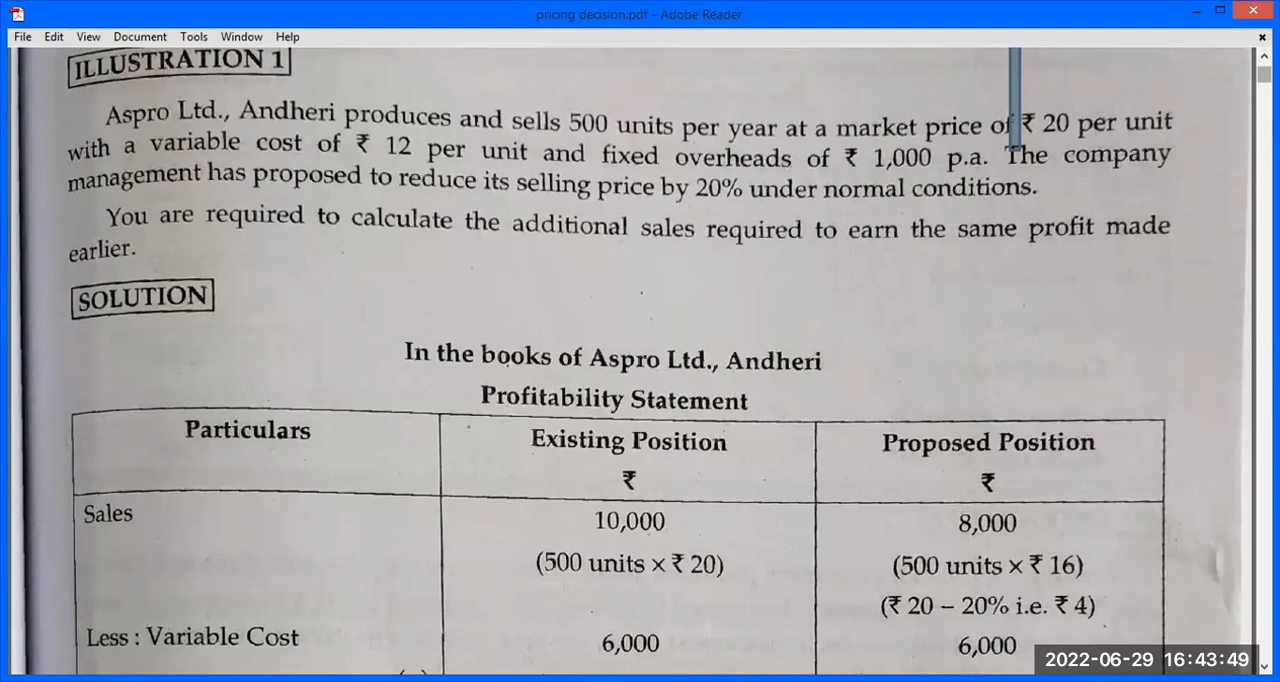 pricing decision.pdf - Adobe Reader
File Edit View Document Tools Window Help
ILLUSTRATION 1
Aspro Ltd., Andheri produces and sells 500 units per year at a market price of ₹ 20 per unit
with a variable cost of ₹ 12 per unit and fixed overheads of ₹ 1,000 p.a. The company
management has proposed to reduce its selling price by 20% under normal conditions.
You are required to calculate the additional sales required to earn the same profit made
earlier.
SOLUTION
In the books of Aspro Ltd., Andheri
Profitability Statement
Particulars Existing Position Proposed Position
₹ ₹
Sales 10,000 8,000
(500 units × ₹ 20) (500 units × ₹ 16)
(₹ 20 – 20% i.e. ₹ 4)
Less : Variable Cost 6,000 6,000
2022-06-29 16:43:49